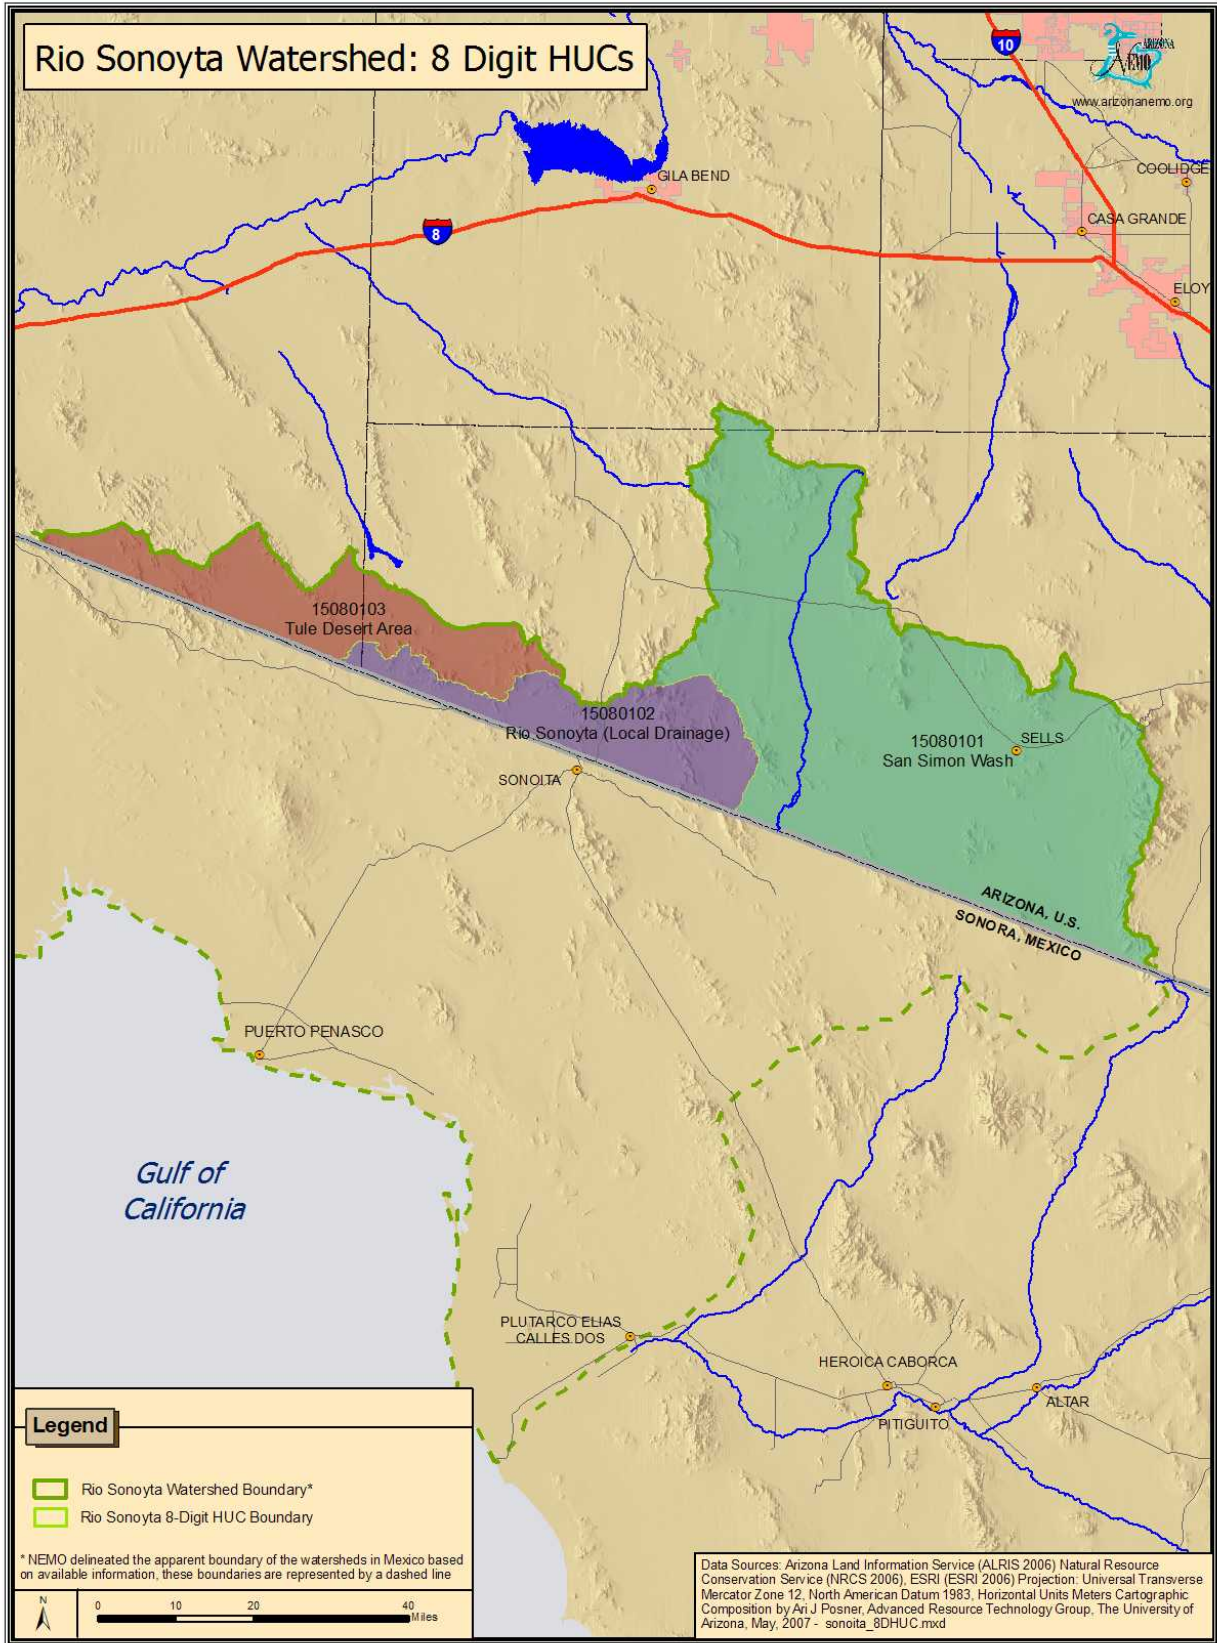 Rio Sonoyta Watershed: 8 Digit HUCs
10
ARIZONA
NEMO
www.arizonanemo.org
COOLIDGE
GILA BEND
CASA GRANDE
8
ELOY
15080103
Tule Desert Area
15080102
Rio Sonoyta (Local Drainage)
15080101
San Simon Wash
SELLS
SONOITA
ARIZONA, U.S.
SONORA, MEXICO
PUERTO PENASCO
Gulf of
California
PLUTARCO ELIAS
CALLES DOS
HEROICA CABORCA
ALTAR
PITIGUITO
Legend
Rio Sonoyta Watershed Boundary*
Rio Sonoyta 8-Digit HUC Boundary
* NEMO delineated the apparent boundary of the watersheds in Mexico based
on available information, these boundaries are represented by a dashed line
N
0 10 20 40
Miles
Data Sources: Arizona Land Information Service (ALRIS 2006) Natural Resource
Conservation Service (NRCS 2006), ESRI (ESRI 2006) Projection: Universal Transverse
Mercator Zone 12, North American Datum 1983, Horizontal Units Meters Cartographic
Composition by Ari J Posner, Advanced Resource Technology Group, The University of
Arizona, May, 2007 - sonoita_8DHUC.mxd